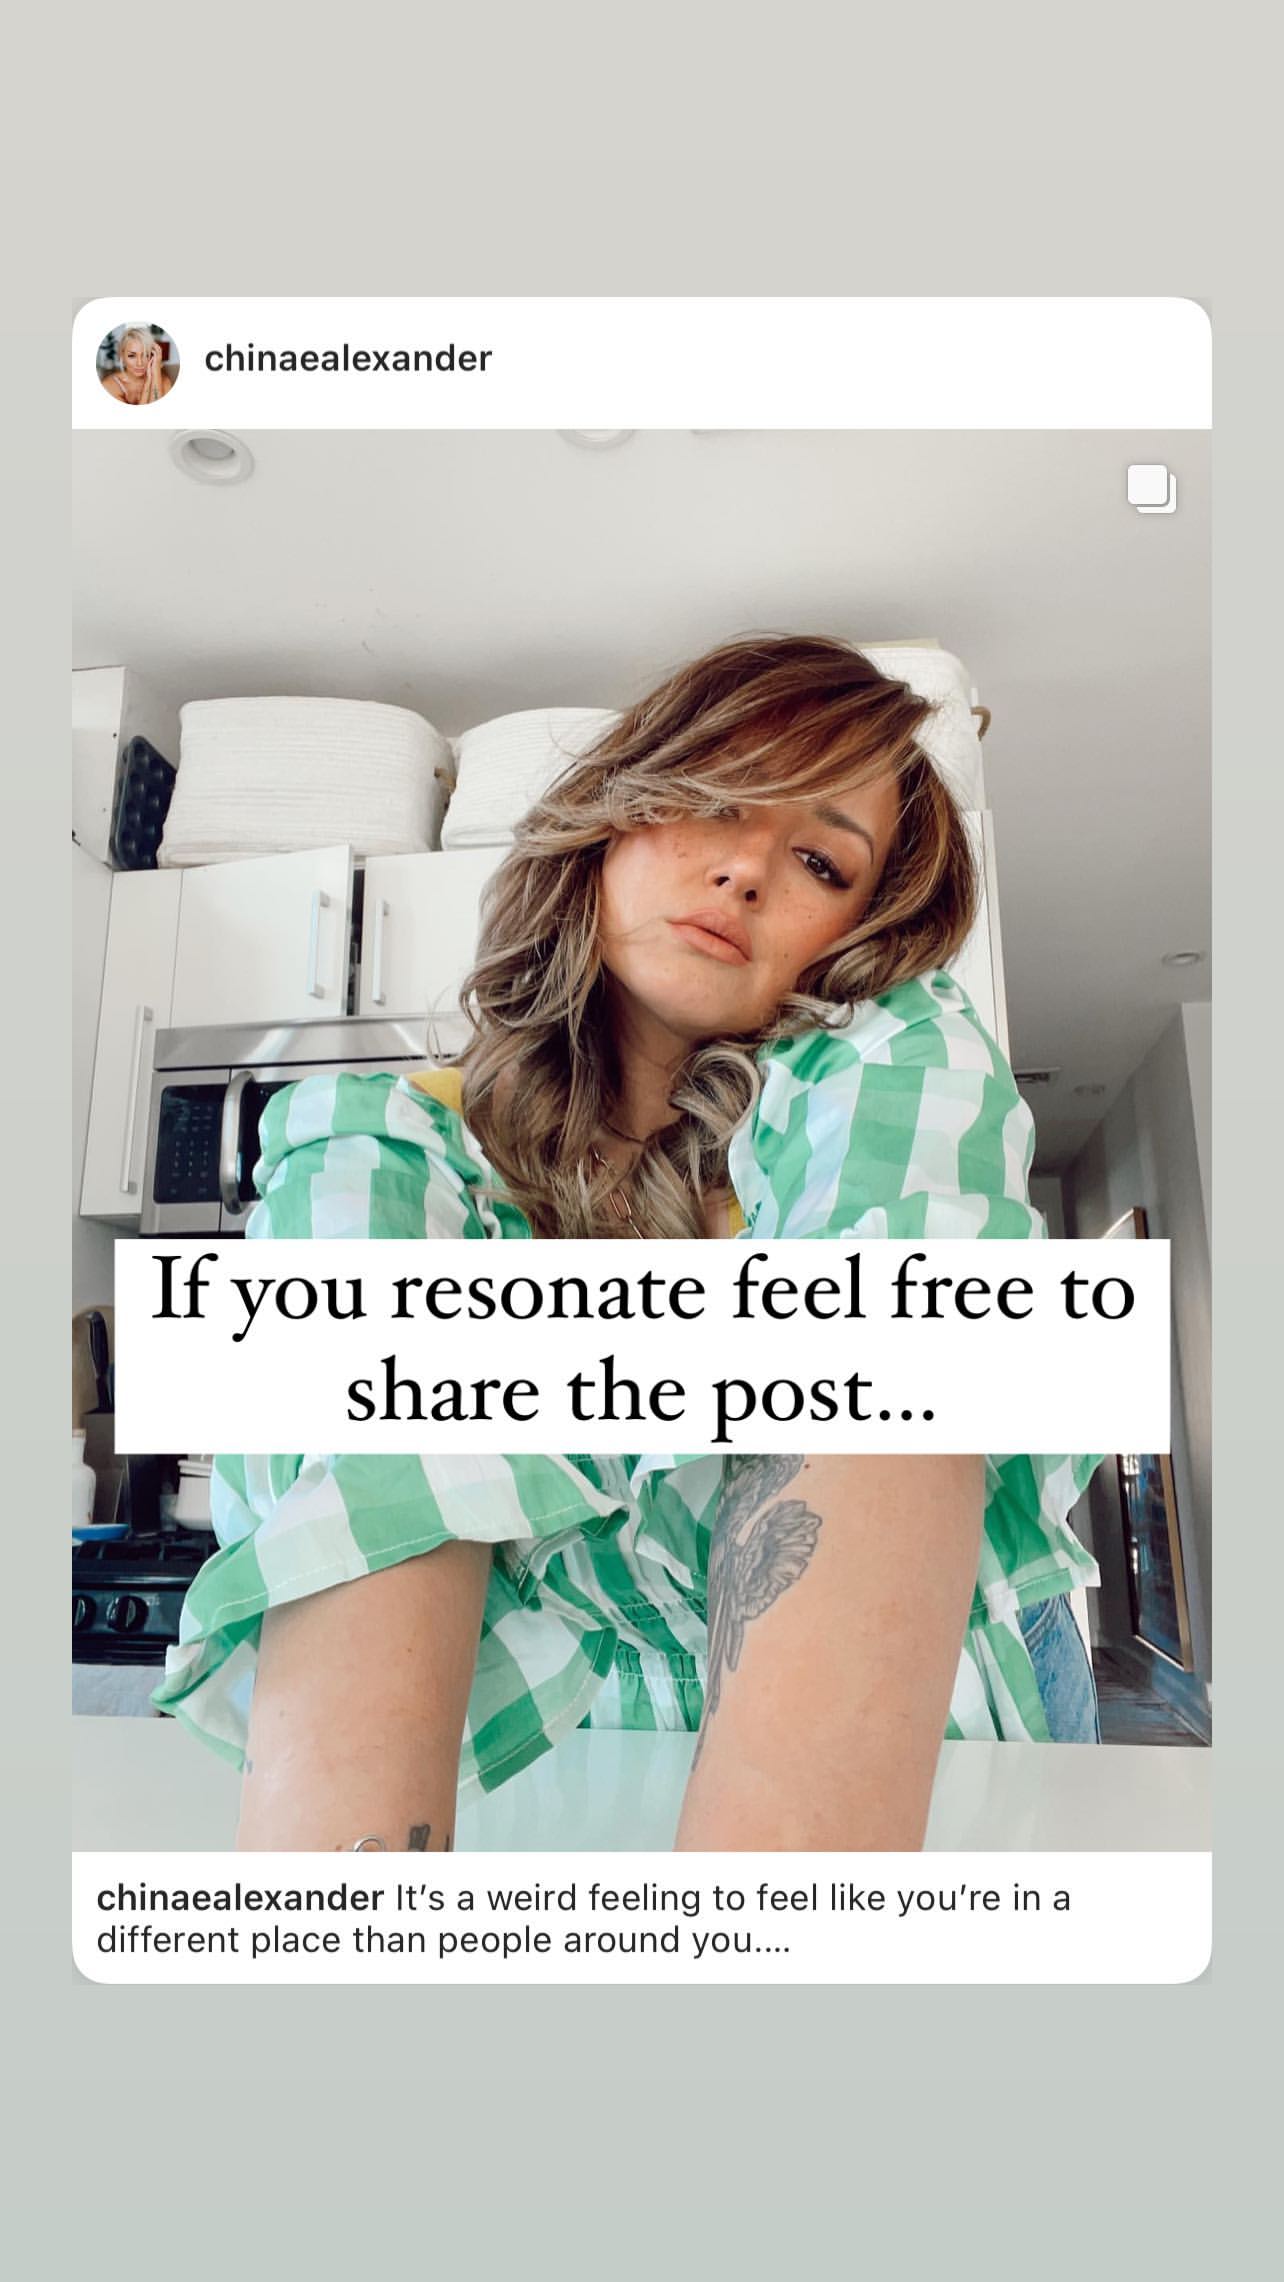 chinaealexander
If you resonate feel free to
share the post...
chinaealexander It’s a weird feeling to feel like you’re in a
different place than people around you....